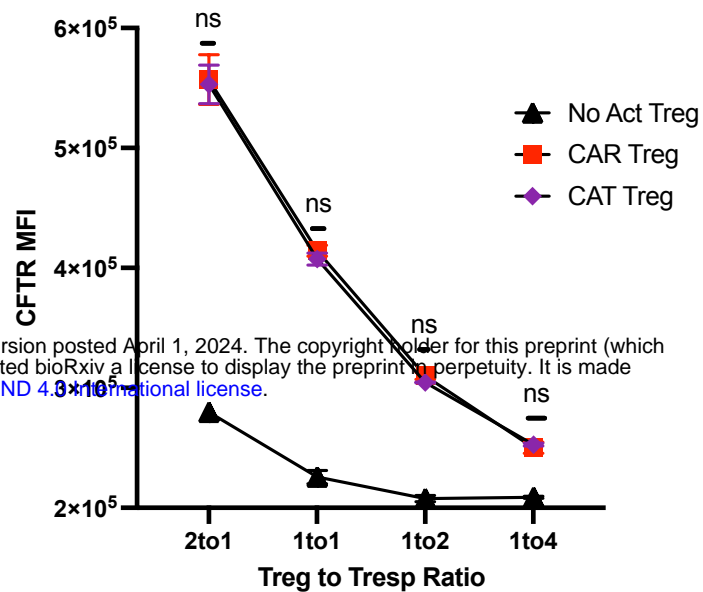 ns
6×10⁵
No Act Treg
CAR Treg
CAT Treg
5×10⁵
ns
4×10⁵
CFTR MFI
ns
rsion posted April 1, 2024. The copyright holder for this preprint (which
ted bioRxiv a license to display the preprint in perpetuity. It is made
ND 4.0 International license.
3×10⁵
ns
2×10⁵
2to1 1to1 1to2 1to4
Treg to Tresp Ratio